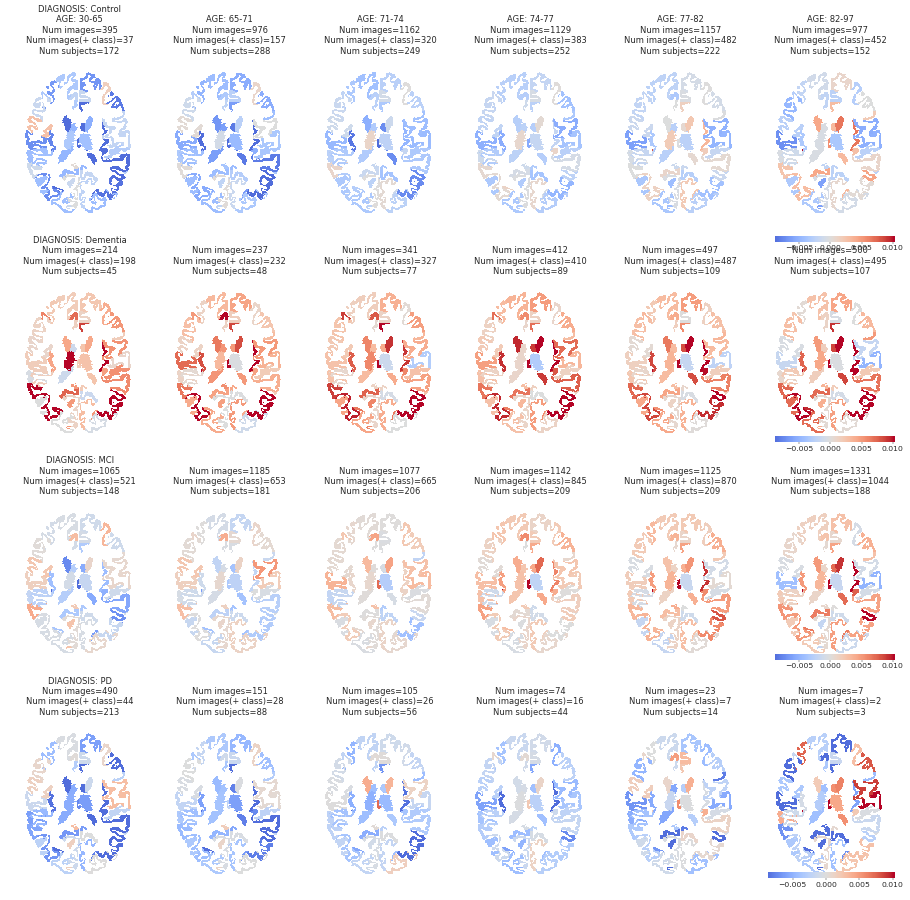 DIAGNOSIS: Control
AGE: 30-65
Num images=395
Num images(+ class)=37
Num subjects=172
AGE: 65-71
Num images=976
Num images(+ class)=157
Num subjects=288
AGE: 71-74
Num images=1162
Num images(+ class)=320
Num subjects=249
AGE: 74-77
Num images=1129
Num images(+ class)=383
Num subjects=252
AGE: 77-82
Num images=1157
Num images(+ class)=482
Num subjects=222
AGE: 82-97
Num images=977
Num images(+ class)=452
Num subjects=152
−0.005 0.000 0.005 0.010
DIAGNOSIS: Dementia
Num images=214
Num images(+ class)=198
Num subjects=45
Num images=237
Num images(+ class)=232
Num subjects=48
Num images=341
Num images(+ class)=327
Num subjects=77
Num images=412
Num images(+ class)=410
Num subjects=89
Num images=497
Num images(+ class)=487
Num subjects=109
Num images=500
Num images(+ class)=495
Num subjects=107
−0.005 0.000 0.005 0.010
DIAGNOSIS: MCI
Num images=1065
Num images(+ class)=521
Num subjects=148
Num images=1185
Num images(+ class)=653
Num subjects=181
Num images=1077
Num images(+ class)=665
Num subjects=206
Num images=1142
Num images(+ class)=845
Num subjects=209
Num images=1125
Num images(+ class)=870
Num subjects=209
Num images=1331
Num images(+ class)=1044
Num subjects=188
−0.005 0.000 0.005 0.010
DIAGNOSIS: PD
Num images=490
Num images(+ class)=44
Num subjects=213
Num images=151
Num images(+ class)=28
Num subjects=88
Num images=105
Num images(+ class)=26
Num subjects=56
Num images=74
Num images(+ class)=16
Num subjects=44
Num images=23
Num images(+ class)=7
Num subjects=14
Num images=7
Num images(+ class)=2
Num subjects=3
−0.005 0.000 0.005 0.010